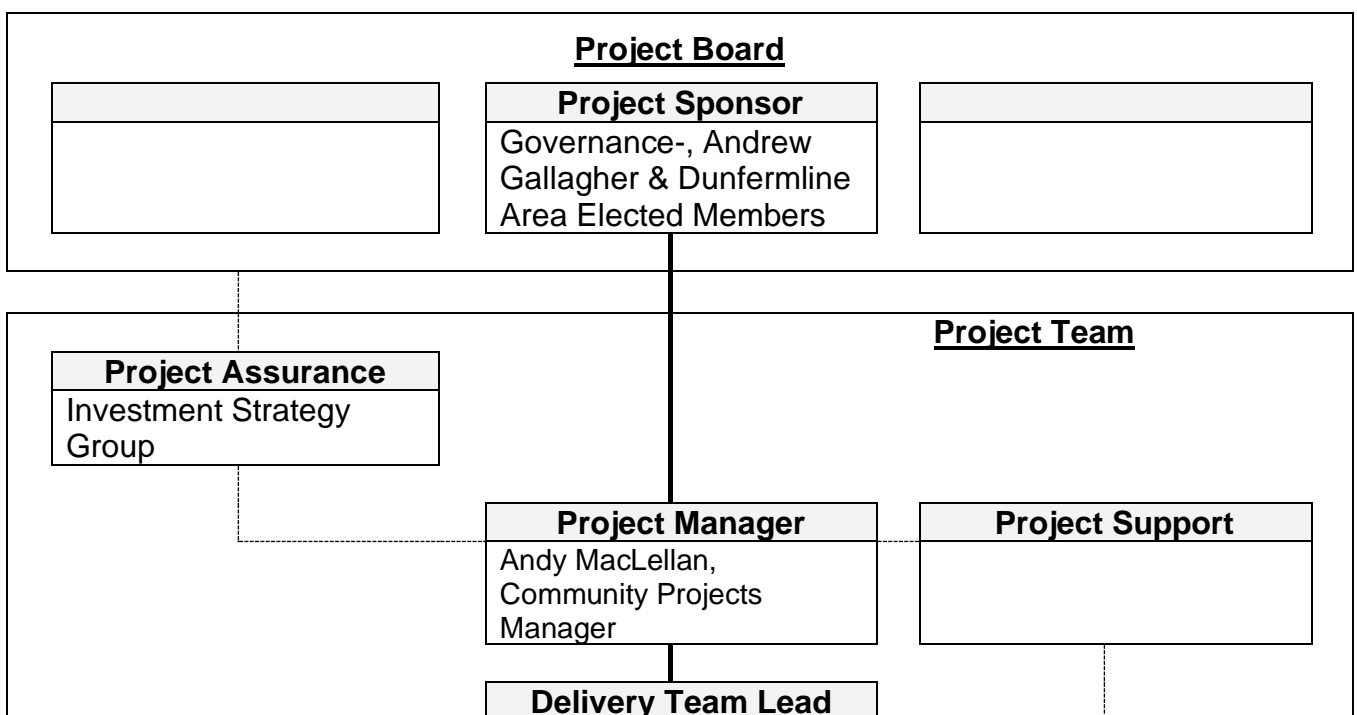 Project Board
Project Sponsor
Governance-, Andrew
Gallagher & Dunfermline
Area Elected Members
Project Team
Project Assurance
Investment Strategy
Group
Project Manager
Andy MacLellan,
Community Projects
Manager
Project Support
Delivery Team Lead